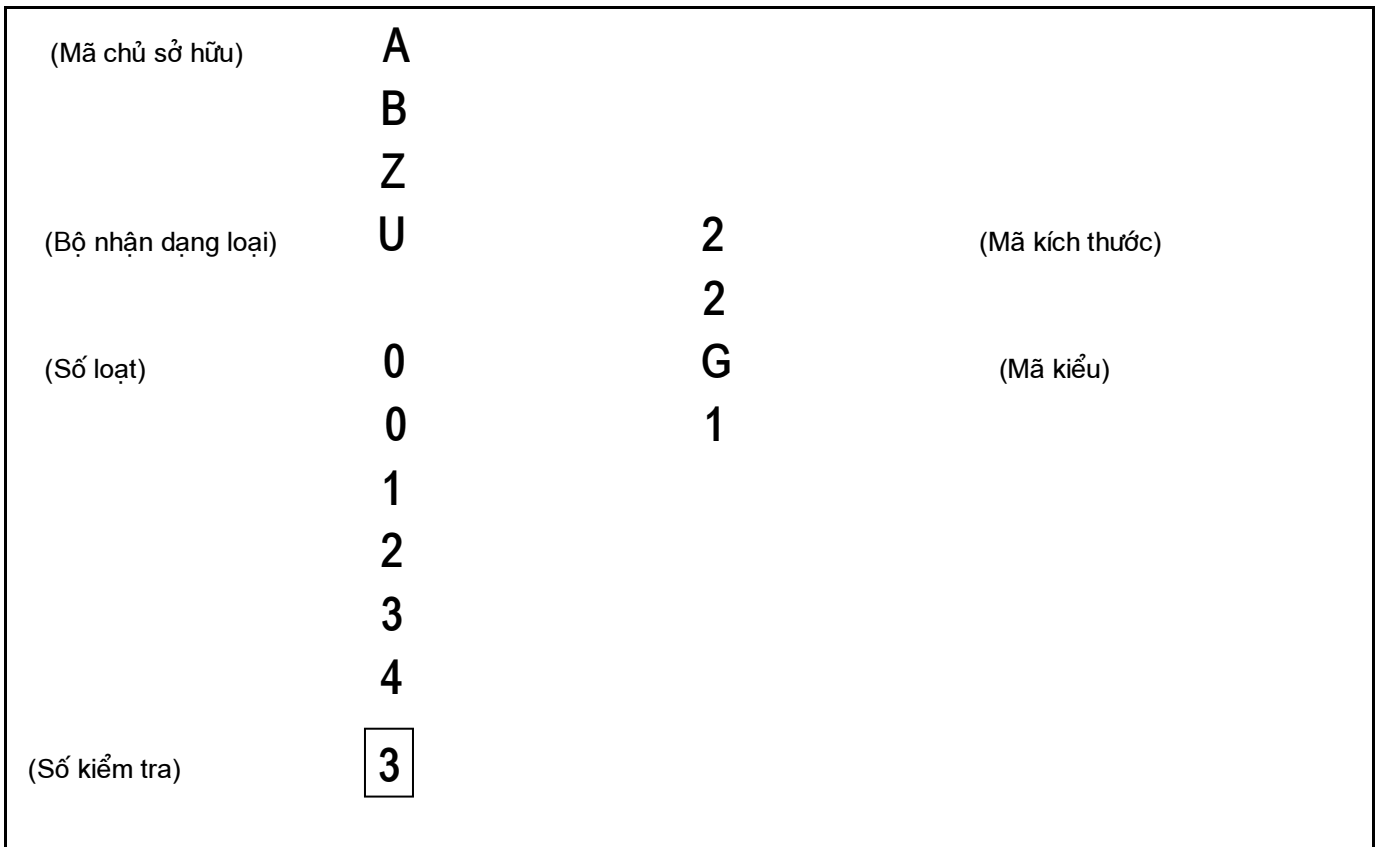 (Mã chủ sở hữu) A
B
Z
(Bộ nhận dạng loại) U 2 (Mã kích thước)
2
(Số loạt) 0 G (Mã kiểu)
0 1
1
2
3
4
(Số kiểm tra) 3